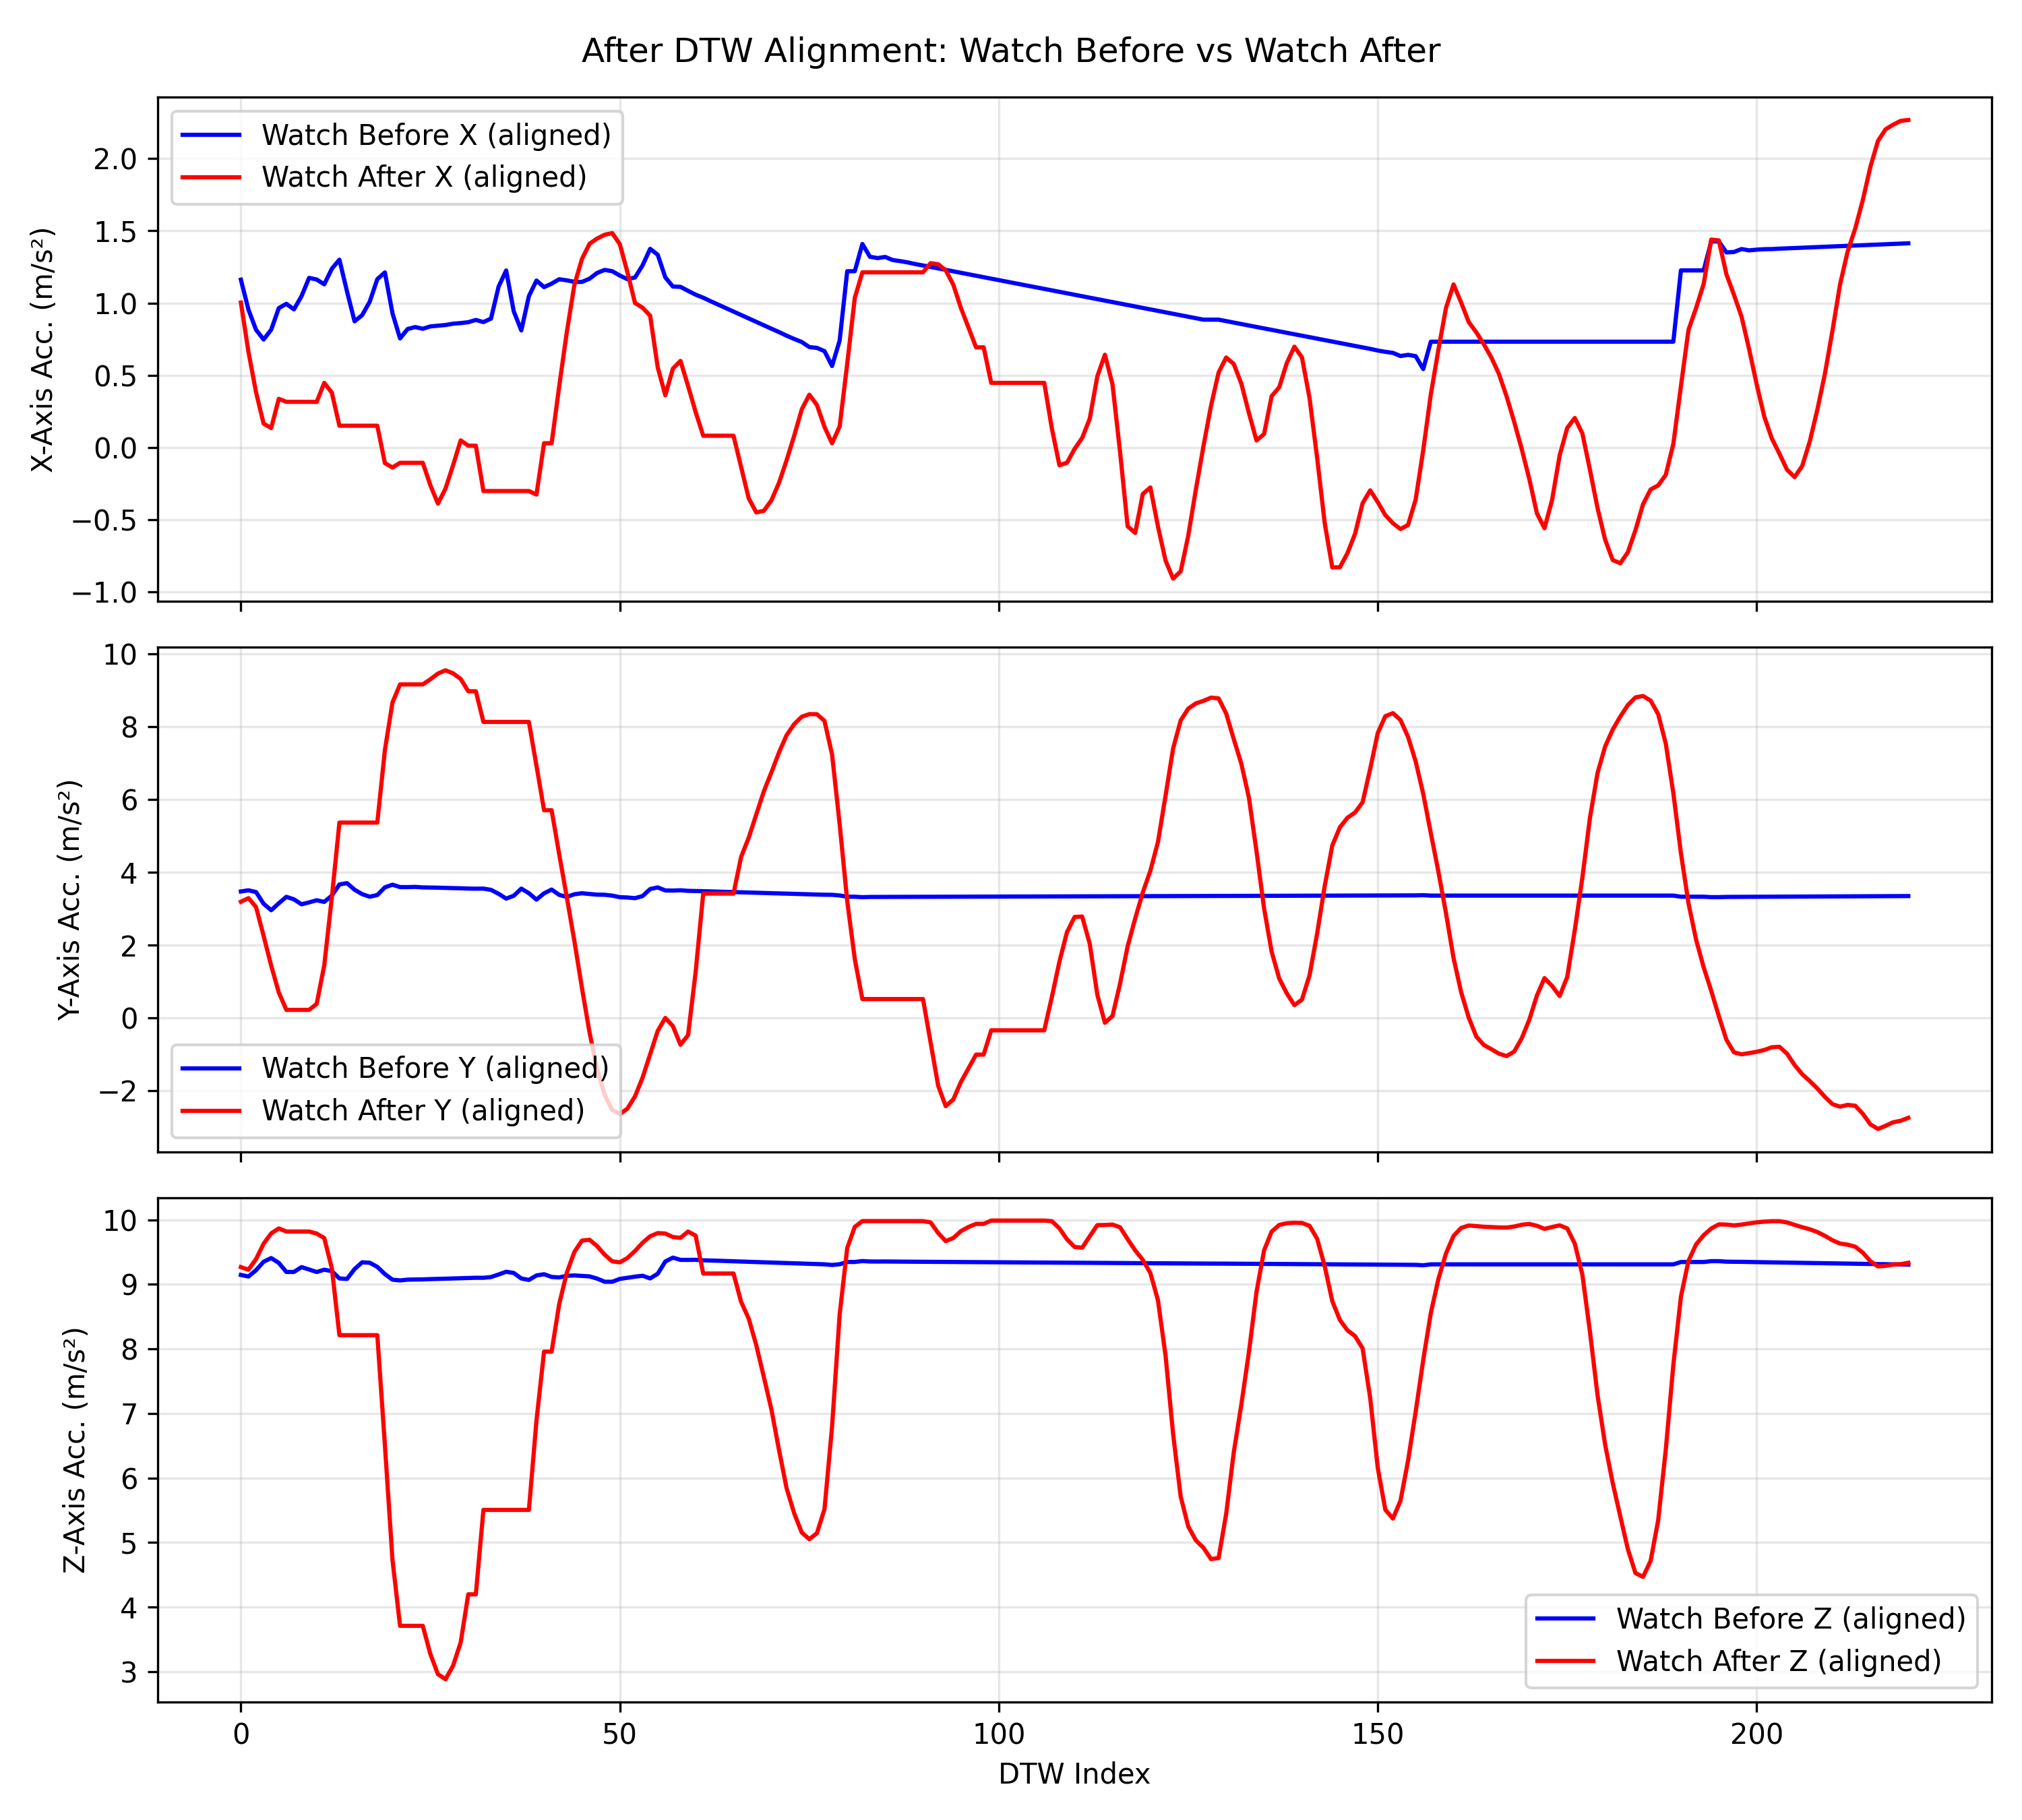 After DTW Alignment: Watch Before vs Watch After
Watch Before X (aligned)
Watch After X (aligned)
X-Axis Acc. (m/s²)
2.0
1.5
1.0
0.5
0.0
−0.5
−1.0
Y-Axis Acc. (m/s²)
10
8
6
4
2
0
−2
Watch Before Y (aligned)
Watch After Y (aligned)
Z-Axis Acc. (m/s²)
10
9
8
7
6
5
4
3
Watch Before Z (aligned)
Watch After Z (aligned)
0 50 100 150 200
DTW Index